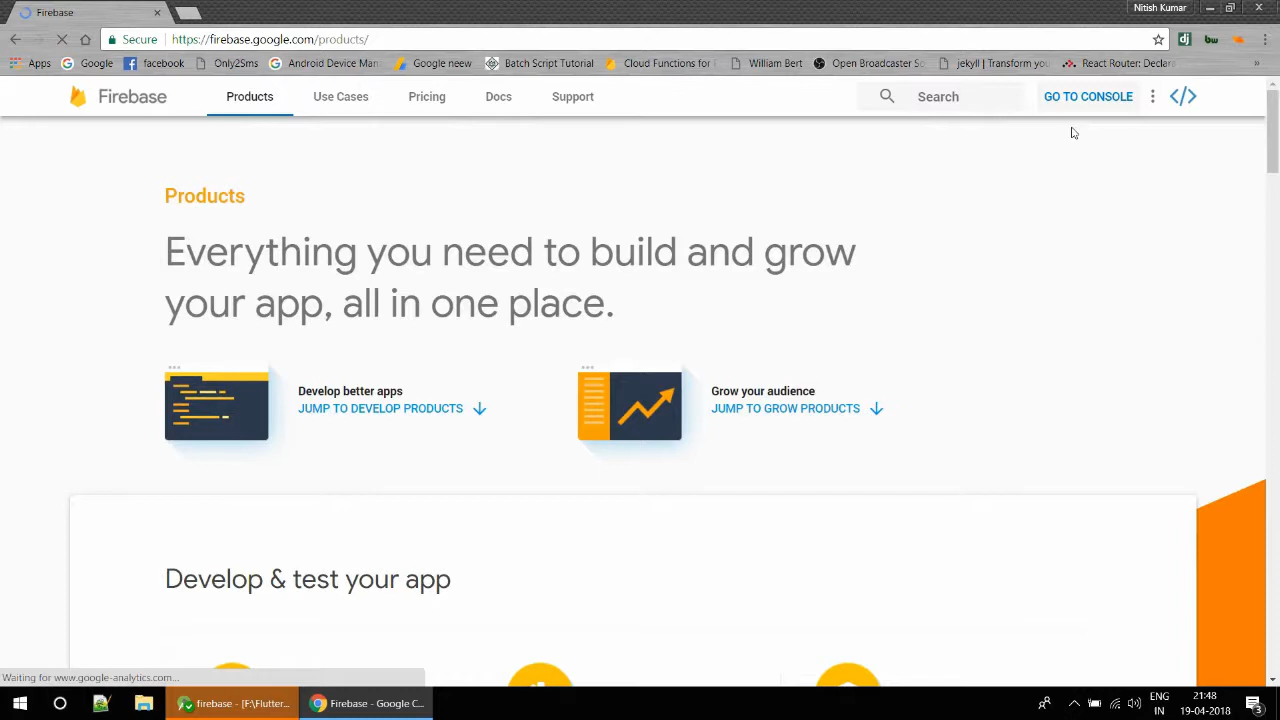 Firebase
Nitish Kumar
Secure
https://firebase.google.com/products/
Apps
Google
facebook
Only2Sms
Android Device Man
Google neew
Batch Script Tutorial
Cloud Functions for F
William Bert
Open Broadcaster So
jekyll | Transform you
React Router: Declar
»
Firebase
Products
Use Cases
Pricing
Docs
Support
Search
GO TO CONSOLE
Products
Everything you need to build and grow
your app, all in one place.
Develop better apps
JUMP TO DEVELOP PRODUCTS
Grow your audience
JUMP TO GROW PRODUCTS
Develop & test your app
Waiting for www.google-analytics.com...
firebase - [F:\Flutter...
Firebase - Google C...
ENG
IN
21:48
19-04-2018
3